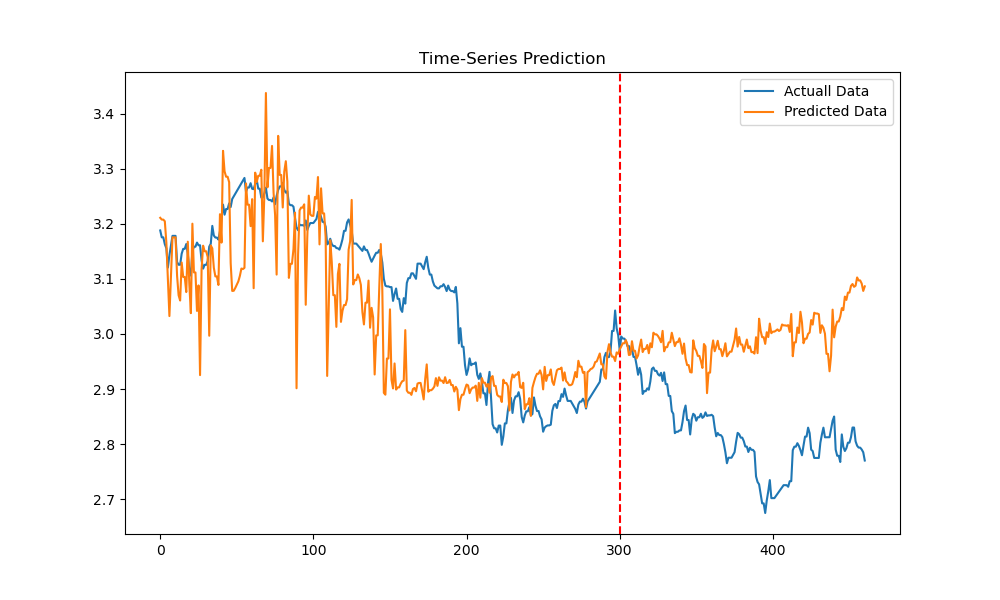 Time-Series Prediction
Actuall Data
Predicted Data
3.4
3.3
3.2
3.1
3.0
2.9
2.8
2.7
0 100 200 300 400